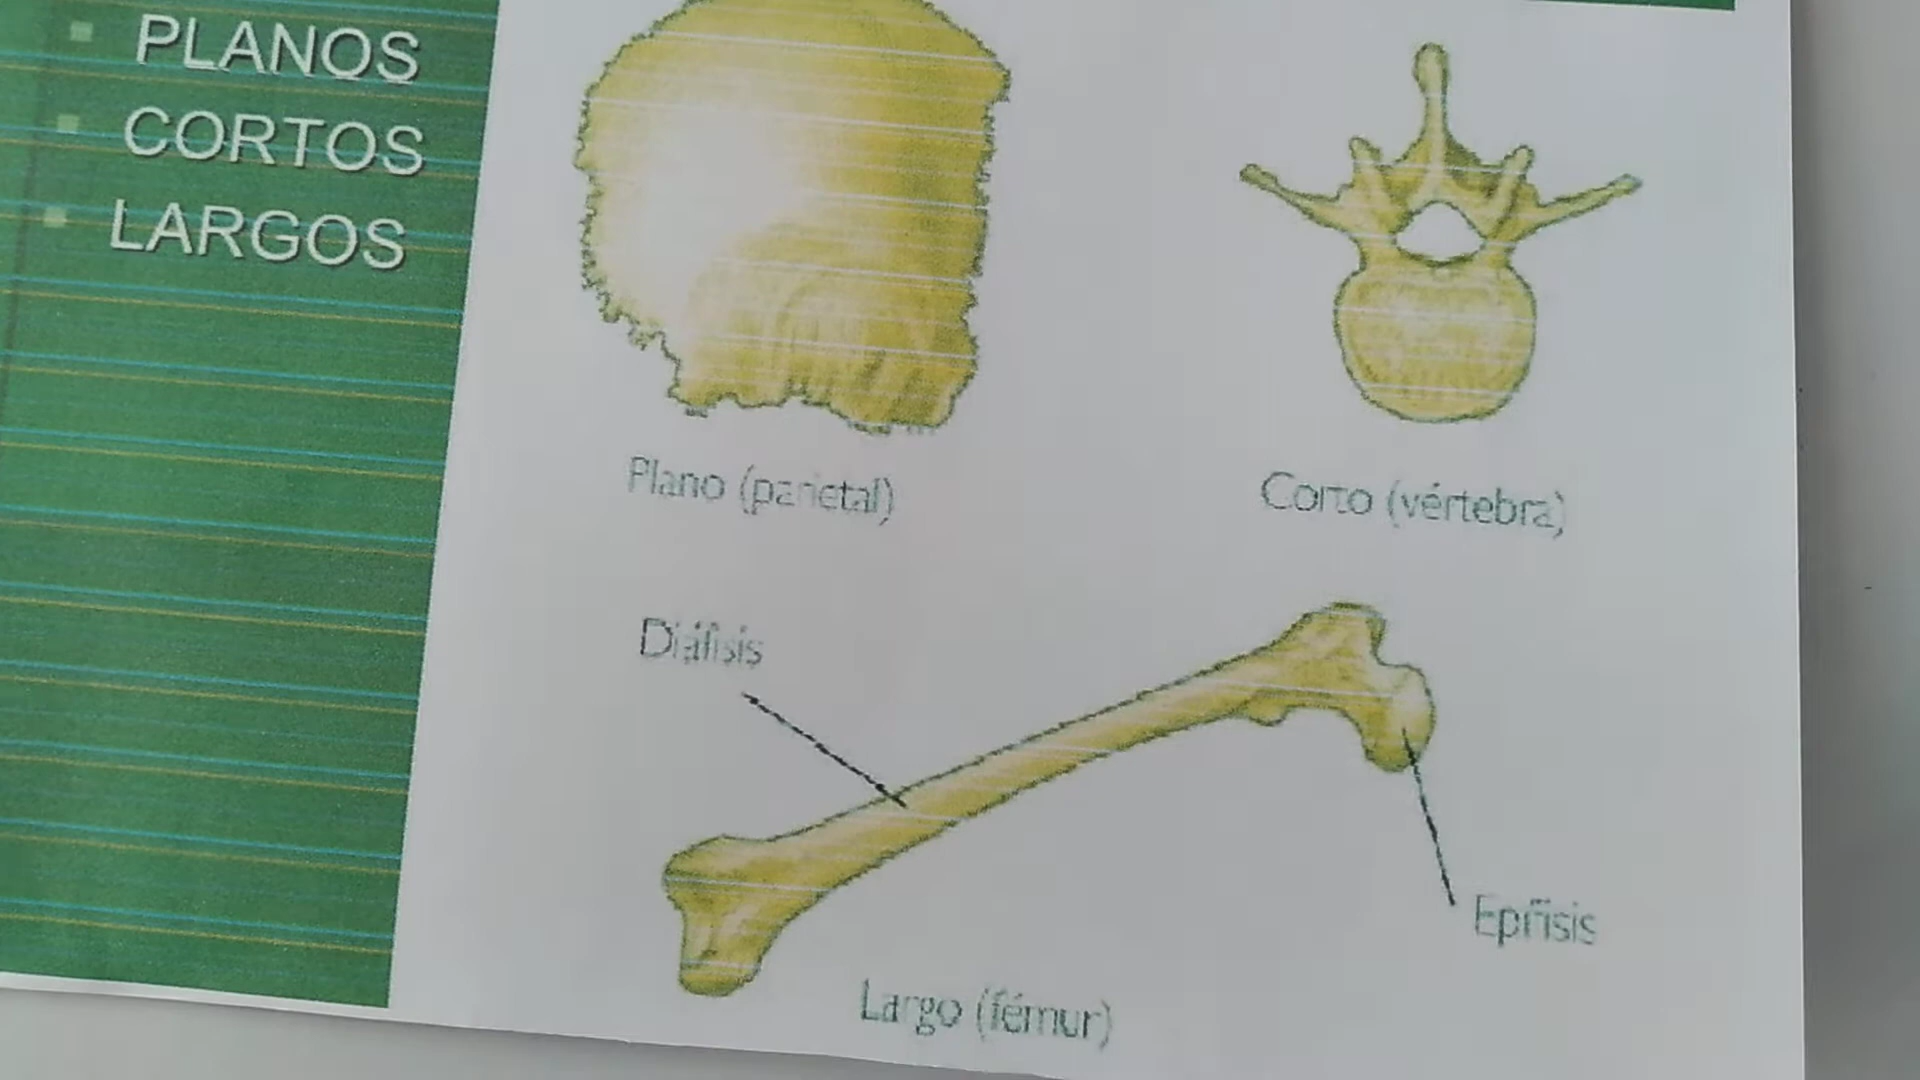 PLANOS
CORTOS
LARGOS
Plano (parietal)
Corto (vértebra)
Diáfisis
Epífisis
Largo (fémur)